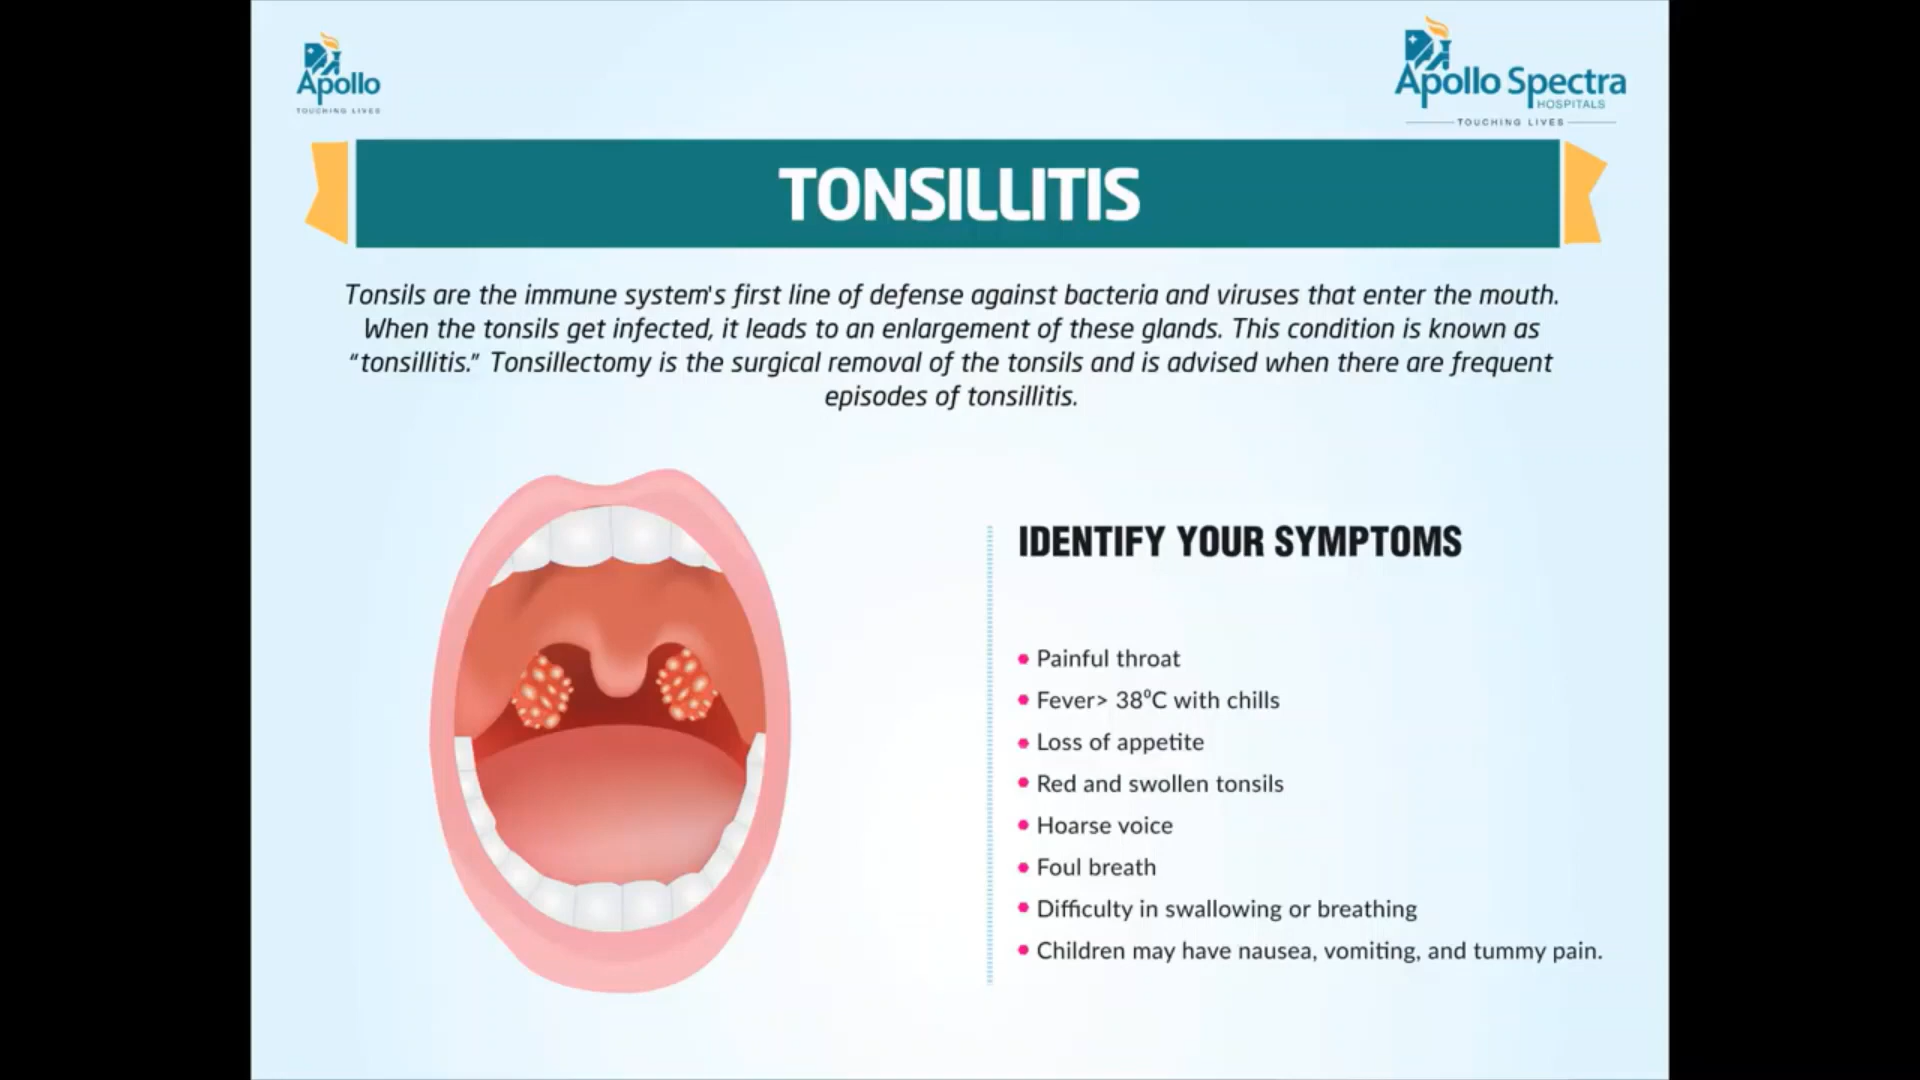 Apollo
TOUCHING LIVES
Apollo Spectra
HOSPITALS
TOUCHING LIVES
TONSILLITIS
Tonsils are the immune system's first line of defense against bacteria and viruses that enter the mouth.
When the tonsils get infected, it leads to an enlargement of these glands. This condition is known as
“tonsillitis.” Tonsillectomy is the surgical removal of the tonsils and is advised when there are frequent
episodes of tonsillitis.
IDENTIFY YOUR SYMPTOMS
• Painful throat
• Fever> 38⁰C with chills
• Loss of appetite
• Red and swollen tonsils
• Hoarse voice
• Foul breath
• Difficulty in swallowing or breathing
• Children may have nausea, vomiting, and tummy pain.